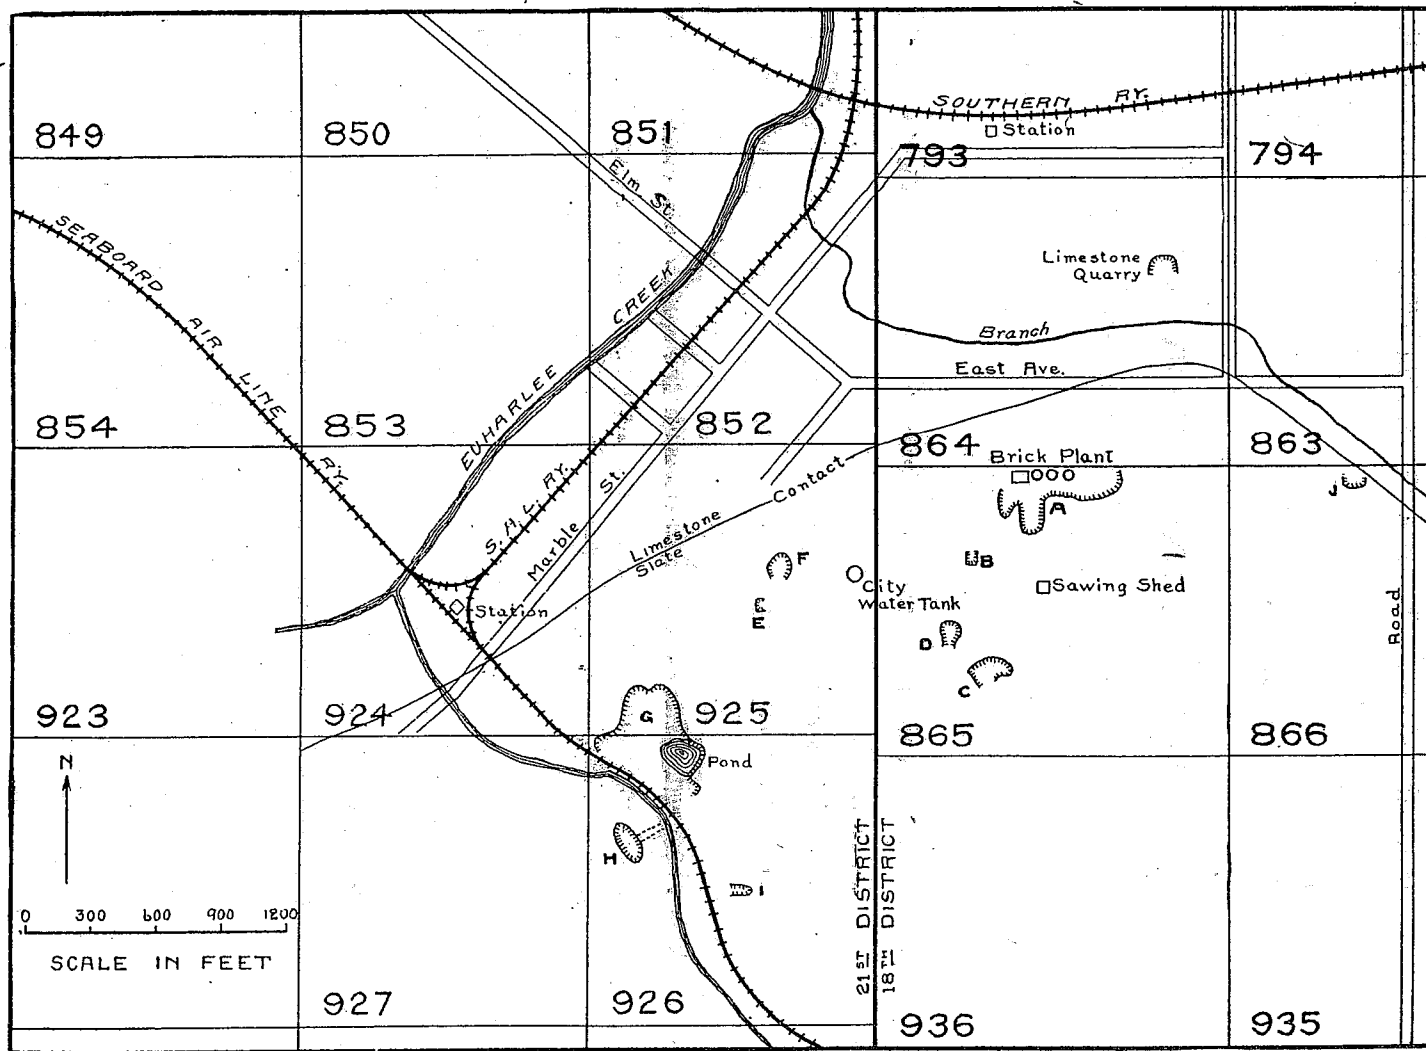 SOUTHERN RY.
Station
849
850
851
793
794
Elm St.
SEABOARD AIR LINE RY.
Limestone
Quarry
EUHARLEE CREEK
Branch
East Ave.
854
853
852
864
863
Brick Plant
A
J
S. A. L. RY.
Marble St.
Limestone Contact
Slate
F
B
City
Water Tank
Sawing Shed
E
Station
D
C
Road
923
924
G
925
865
866
N
Pond
H
I
21ST DISTRICT
18TH DISTRICT
0 300 600 900 1200
SCALE IN FEET
927
926
936
935